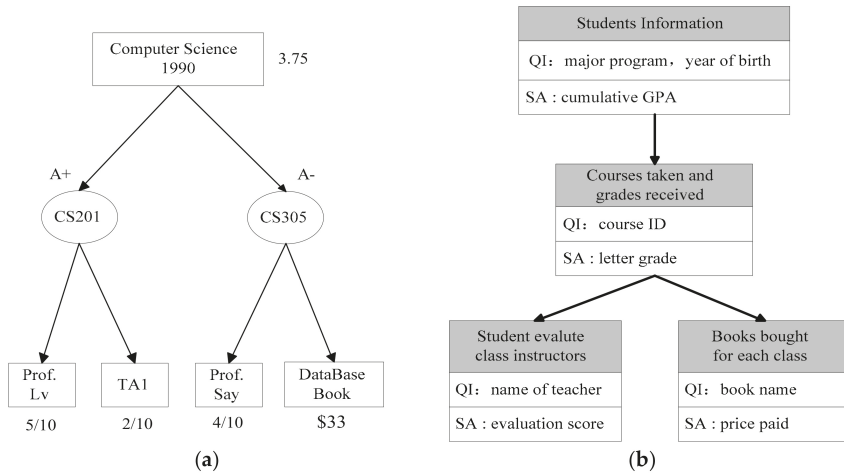 Computer Science
1990
3.75
A+
A-
CS201
CS305
Prof.
Lv
TA1
Prof.
Say
DataBase
Book
5/10
2/10
4/10
$33
(a)
Students Information
QI：major program，year of birth
SA : cumulative GPA
Courses taken and
grades received
QI：course ID
SA : letter grade
Student evalute
class instructors
QI：name of teacher
SA : evaluation score
Books bought
for each class
QI：book name
SA : price paid
(b)